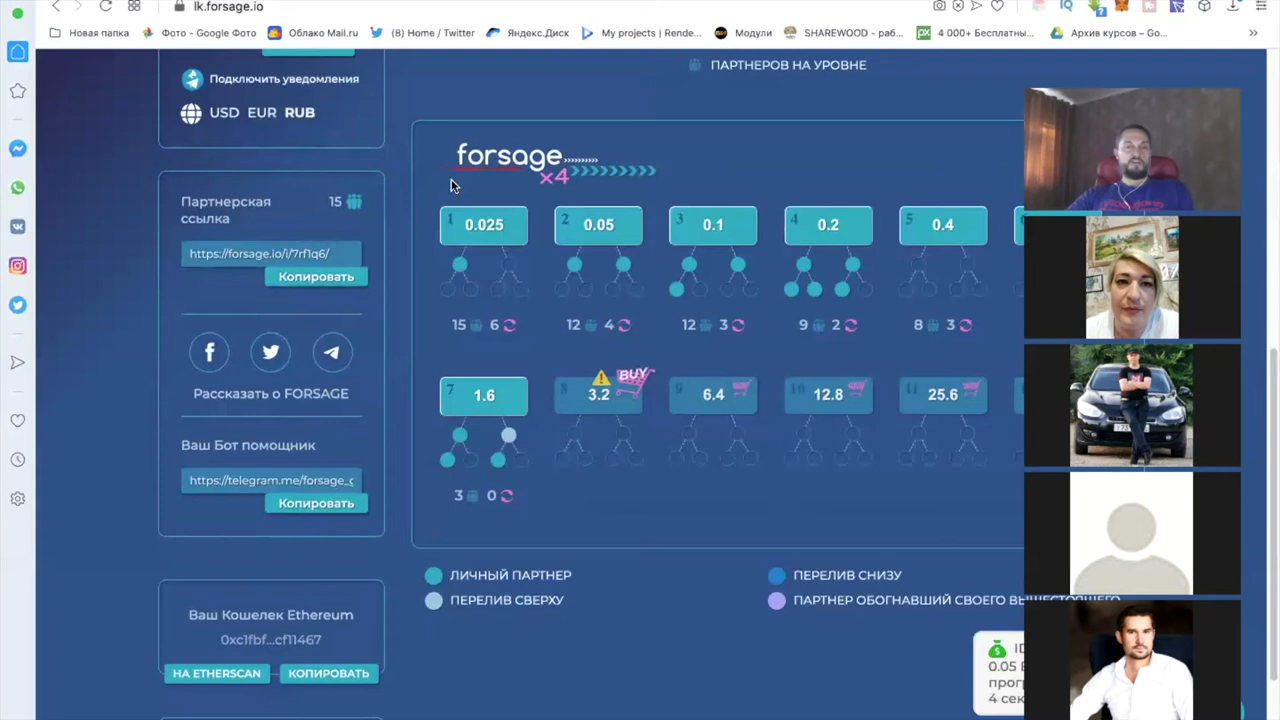 lk.forsage.io
Новая папка
Фото - Google Фото
Облако Mail.ru
(8) Home / Twitter
Яндекс.Диск
My projects | Rende...
Модули
SHAREWOOD - раб...
4 000+ Бесплатны...
Архив курсов – Go...
Подключить уведомления
USD EUR RUB
ПАРТНЕРОВ НА УРОВНЕ
Партнерская
ссылка
15
https://forsage.io/i/7rf1q6/
Копировать
Рассказать о FORSAGE
Ваш Бот помощник
https://telegram.me/forsage_g
Копировать
forsage
x4
1 0.025
2 0.05
3 0.1
4 0.2
5 0.4
15 6
12 4
12 3
9 2
8 3
7 1.6
8 3.2
BUY
9 6.4
10 12.8
11 25.6
3 0
ЛИЧНЫЙ ПАРТНЕР
ПЕРЕЛИВ СНИЗУ
ПЕРЕЛИВ СВЕРХУ
ПАРТНЕР ОБОГНАВШИЙ СВОЕГО ВЫШЕСТОЯЩЕГО
Ваш Кошелек Ethereum
0xc1fbf...cf11467
НА ETHERSCAN
КОПИРОВАТЬ
0.05
прог
4 сек